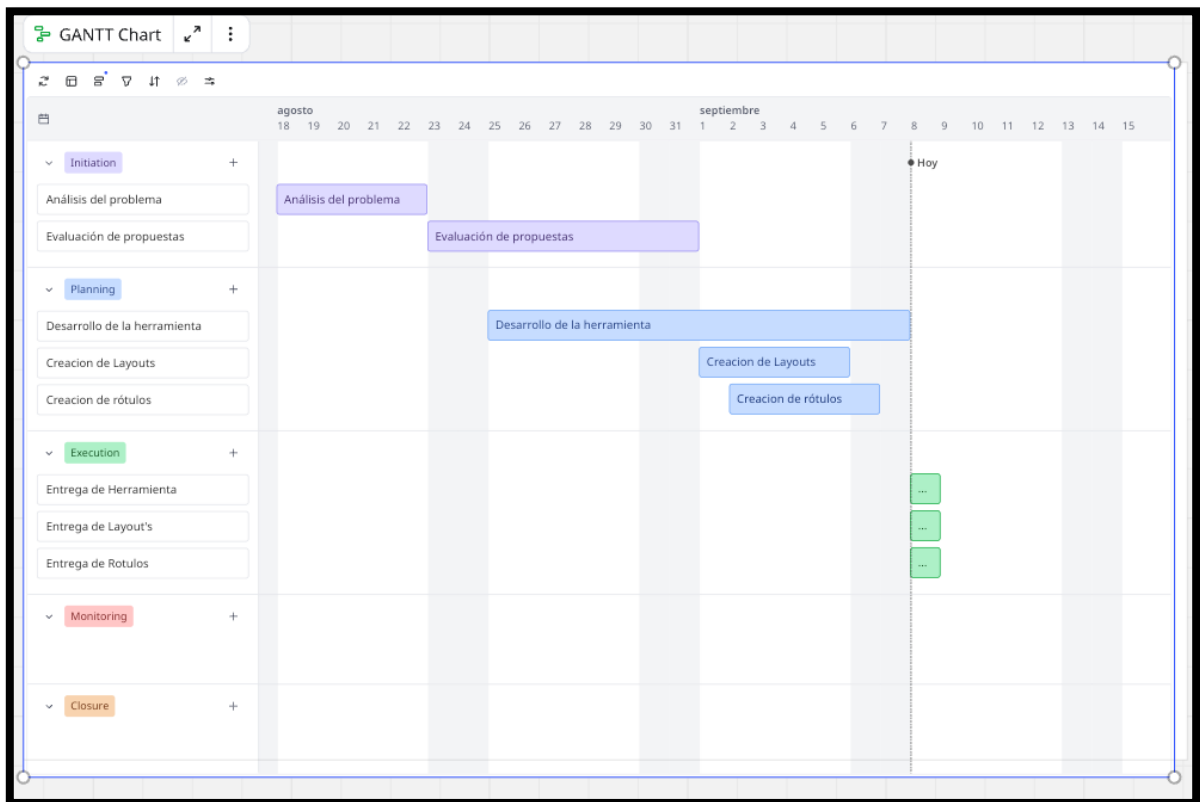 GANTT Chart
agosto septiembre
18 19 20 21 22 23 24 25 26 27 28 29 30 31 1 2 3 4 5 6 7 8 9 10 11 12 13 14 15
Initiation +
Hoy
Análisis del problema Análisis del problema
Evaluación de propuestas Evaluación de propuestas
Planning +
Desarrollo de la herramienta Desarrollo de la herramienta
Creacion de Layouts Creacion de Layouts
Creacion de rótulos Creacion de rótulos
Execution +
Entrega de Herramienta ...
Entrega de Layout's ...
Entrega de Rotulos ...
Monitoring +
Closure +